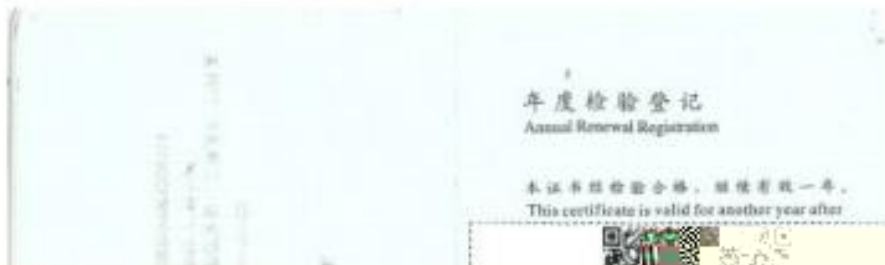 年度检验登记
Annual Renewal Registration
本证书经检验合格，继续有效一年。
This certificate is valid for another year after